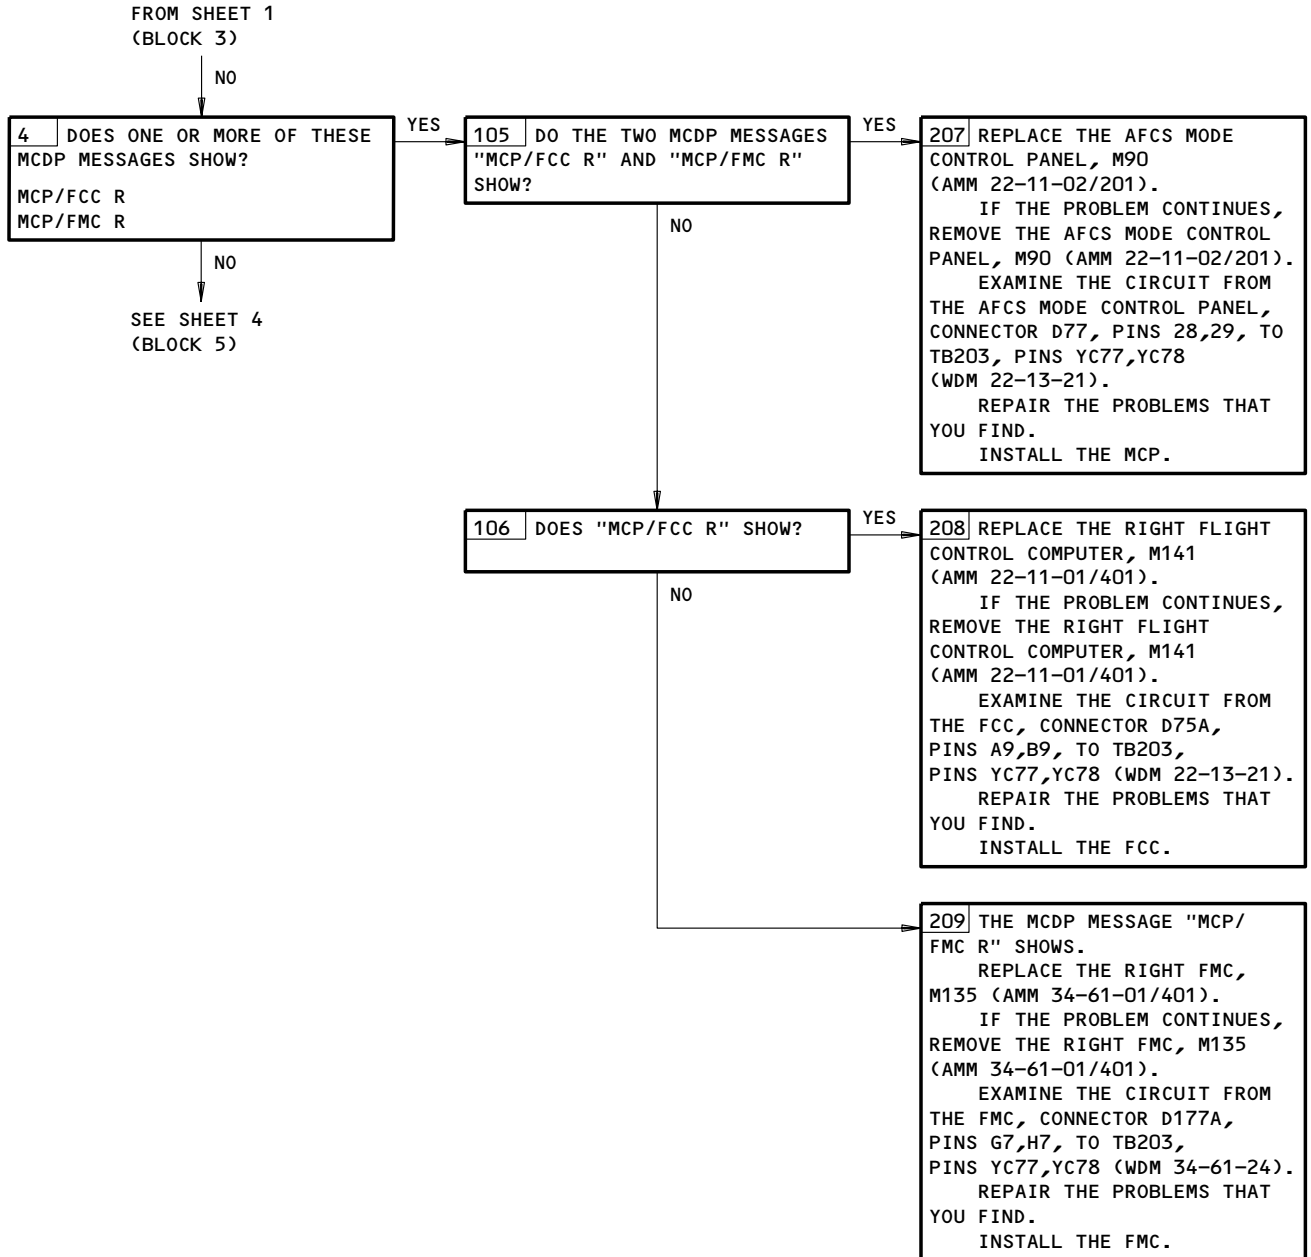 FROM SHEET 1
(BLOCK 3)
NO
4 DOES ONE OR MORE OF THESE
MCDP MESSAGES SHOW?
MCP/FCC R
MCP/FMC R
YES
NO
SEE SHEET 4
(BLOCK 5)
105 DO THE TWO MCDP MESSAGES
"MCP/FCC R" AND "MCP/FMC R"
SHOW?
YES
NO
207 REPLACE THE AFCS MODE
CONTROL PANEL, M90
(AMM 22-11-02/201).
IF THE PROBLEM CONTINUES,
REMOVE THE AFCS MODE CONTROL
PANEL, M90 (AMM 22-11-02/201).
EXAMINE THE CIRCUIT FROM
THE AFCS MODE CONTROL PANEL,
CONNECTOR D77, PINS 28,29, TO
TB203, PINS YC77,YC78
(WDM 22-13-21).
REPAIR THE PROBLEMS THAT
YOU FIND.
INSTALL THE MCP.
106 DOES "MCP/FCC R" SHOW?
YES
NO
208 REPLACE THE RIGHT FLIGHT
CONTROL COMPUTER, M141
(AMM 22-11-01/401).
IF THE PROBLEM CONTINUES,
REMOVE THE RIGHT FLIGHT
CONTROL COMPUTER, M141
(AMM 22-11-01/401).
EXAMINE THE CIRCUIT FROM
THE FCC, CONNECTOR D75A,
PINS A9,B9, TO TB203,
PINS YC77,YC78 (WDM 22-13-21).
REPAIR THE PROBLEMS THAT
YOU FIND.
INSTALL THE FCC.
209 THE MCDP MESSAGE "MCP/
FMC R" SHOWS.
REPLACE THE RIGHT FMC,
M135 (AMM 34-61-01/401).
IF THE PROBLEM CONTINUES,
REMOVE THE RIGHT FMC, M135
(AMM 34-61-01/401).
EXAMINE THE CIRCUIT FROM
THE FMC, CONNECTOR D177A,
PINS G7,H7, TO TB203,
PINS YC77,YC78 (WDM 34-61-24).
REPAIR THE PROBLEMS THAT
YOU FIND.
INSTALL THE FMC.